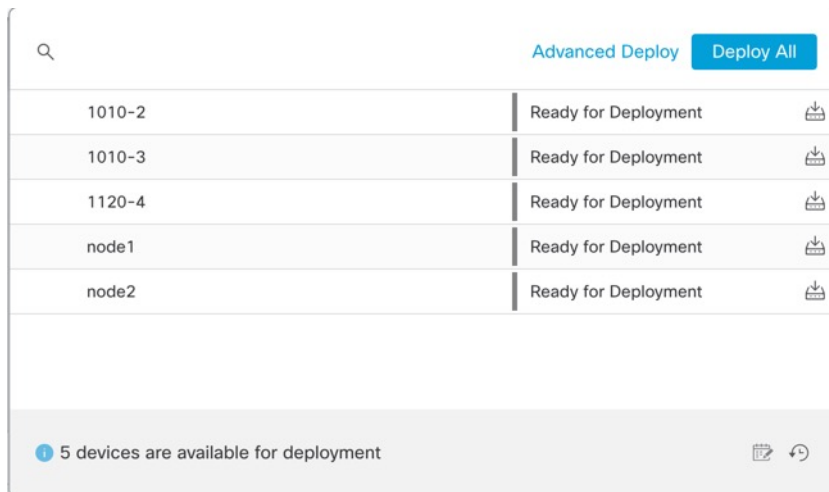 Advanced Deploy Deploy All
1010-2 Ready for Deployment
1010-3 Ready for Deployment
1120-4 Ready for Deployment
node1 Ready for Deployment
node2 Ready for Deployment
5 devices are available for deployment